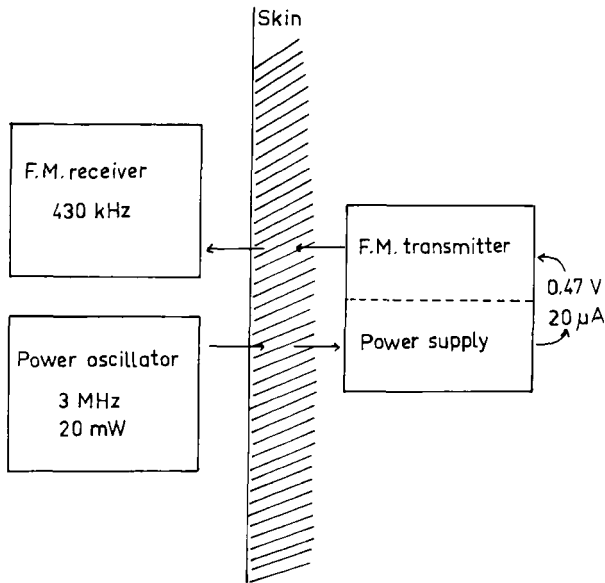 Skin
F.M. receiver
430 kHz
F.M. transmitter
0.47 V
20 μA
Power supply
Power oscillator
3 MHz
20 mW